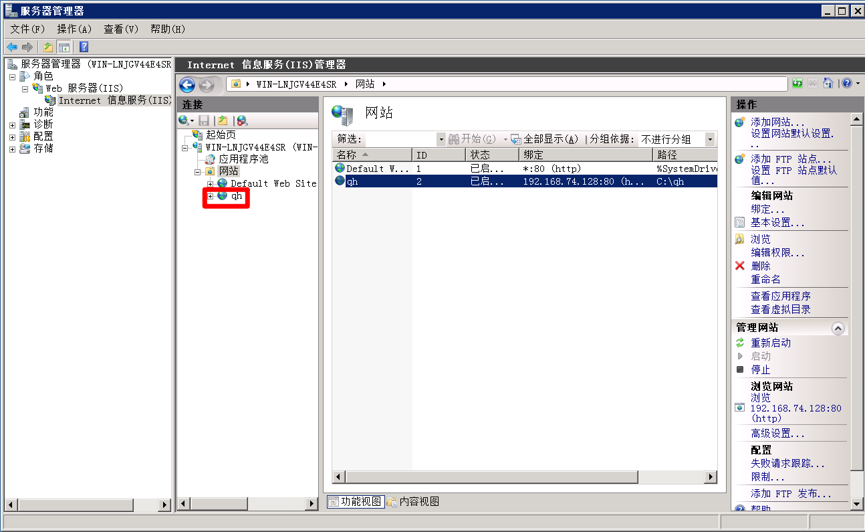 服务器管理器
文件(F) 操作(A) 查看(V) 帮助(H)
服务器管理器 (WIN-LNJGV44E4SR
角色
Web 服务器(IIS)
Internet 信息服务(IIS)
功能
诊断
配置
存储
Internet 信息服务(IIS)管理器
WIN-LNJGV44E4SR 网站
连接
起始页
WIN-LNJGV44E4SR (WIN-
应用程序池
网站
Default Web Site
qh
网站
筛选: 开始(G) 全部显示(A) 分组依据: 不进行分组
名称 ID 状态 绑定 路径
Default W... 1 已启... *:80 (http) %SystemDrive
qh 2 已启... 192.168.74.128:80 (h... C:\qh
功能视图 内容视图
操作
添加网站...
设置网站默认设置.
..
添加 FTP 站点...
设置 FTP 站点默认
值...
编辑网站
绑定...
基本设置...
浏览
编辑权限...
删除
重命名
查看应用程序
查看虚拟目录
管理网站
重新启动
启动
停止
浏览网站
浏览
192.168.74.128:80
(http)
高级设置...
配置
失败请求跟踪...
限制...
添加 FTP 发布...
帮助